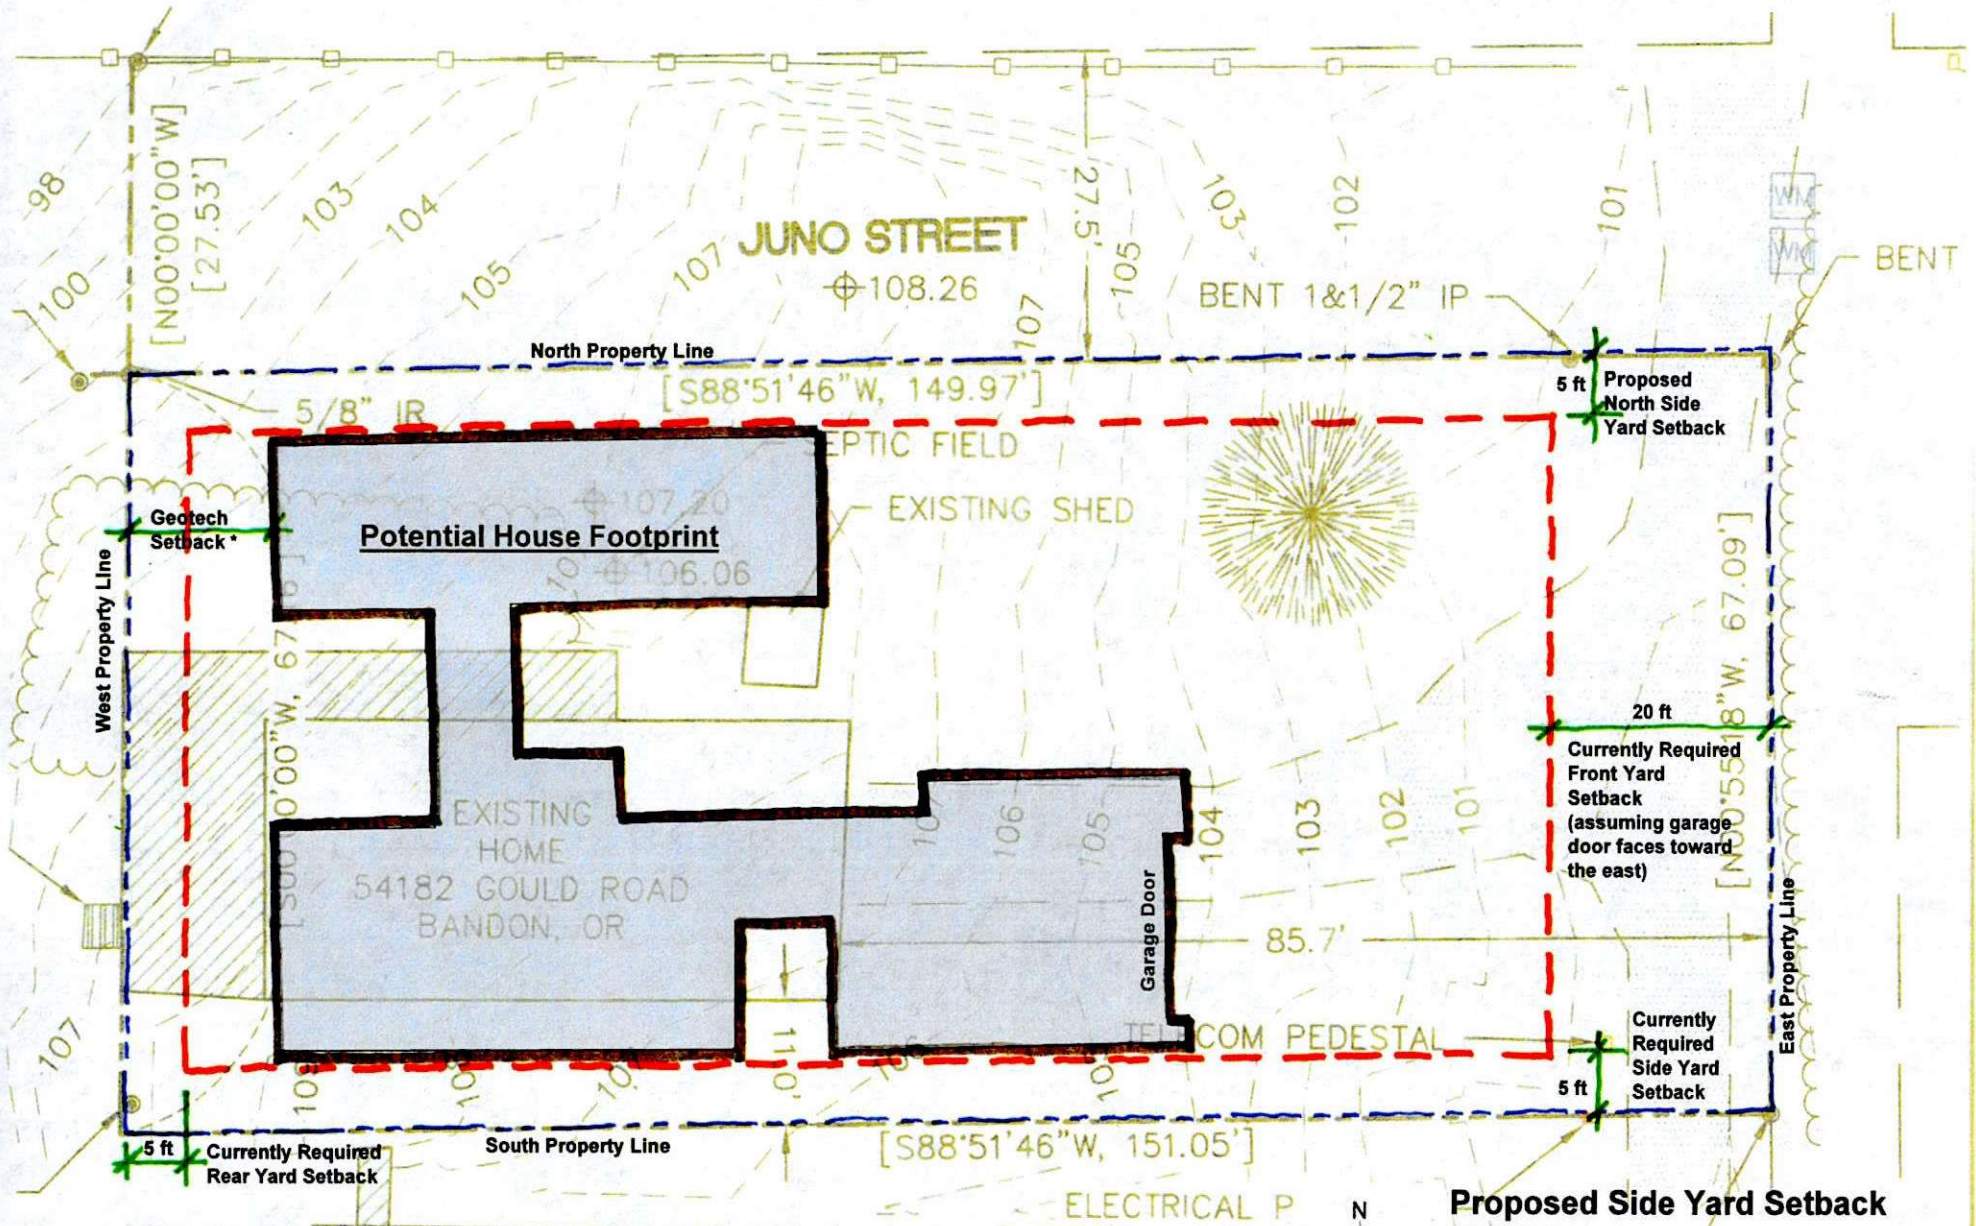 98
100
[N00°00'00"W]
[27.53']
103
104
105
107
JUNO STREET
108.26
107
27.5'
105
103
102
101
WM
WM
BENT
BENT 1&1/2" IP
North Property Line
[S88°51'46"W, 149.97']
5/8" IR
5 ft
Proposed
North Side
Yard Setback
EPTIC FIELD
107.20
EXISTING SHED
Geotech
Setback *
Potential House Footprint
106.06
West Property Line
20 ft
Currently Required
Front Yard
Setback
(assuming garage
door faces toward
the east)
67.09']
EXISTING
HOME
54182 GOULD ROAD
BANDON, OR
106
105
104
103
102
101
Garage Door
85.7'
East Property Line
TELECOM PEDESTAL
Currently
Required
Side Yard
Setback
5 ft
107
5 ft
Currently Required
Rear Yard Setback
South Property Line
[S88°51'46"W, 151.05']
ELECTRICAL P
N
Proposed Side Yard Setback